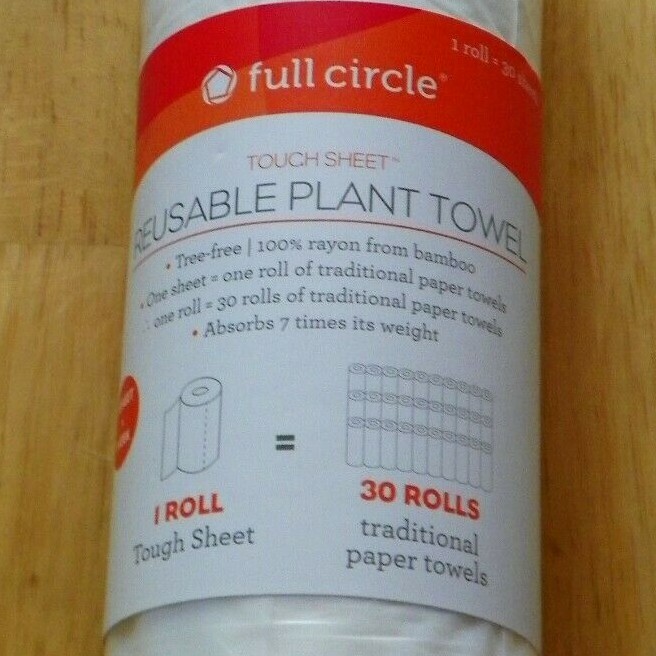 1 roll = 30
full circle®
TOUGH SHEET™
REUSABLE PLANT TOWEL
• Tree-free | 100% rayon from bamboo
• One sheet = one roll of traditional paper towels
∴ one roll = 30 rolls of traditional paper towels
• Absorbs 7 times its weight
=
1 ROLL
Tough Sheet
30 ROLLS
traditional
paper towels